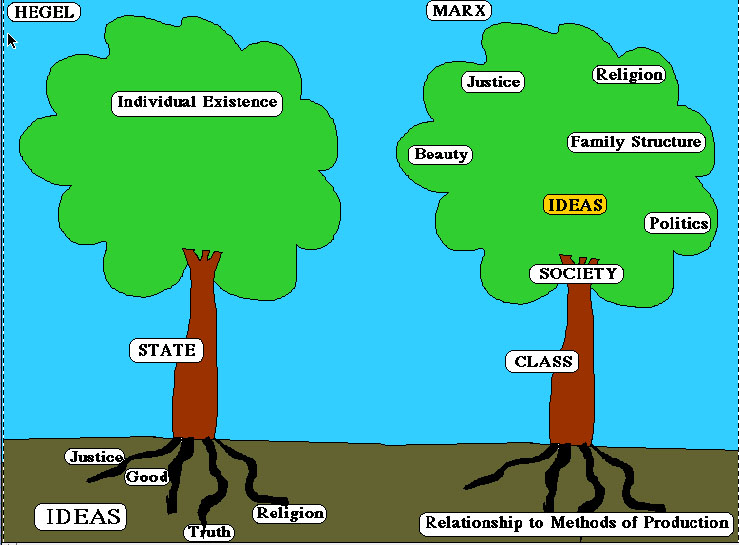 HEGEL
Individual Existence
STATE
Justice
Good
IDEAS
Truth
Religion
MARX
Justice
Religion
Beauty
Family Structure
IDEAS
Politics
SOCIETY
CLASS
Relationship to Methods of Production